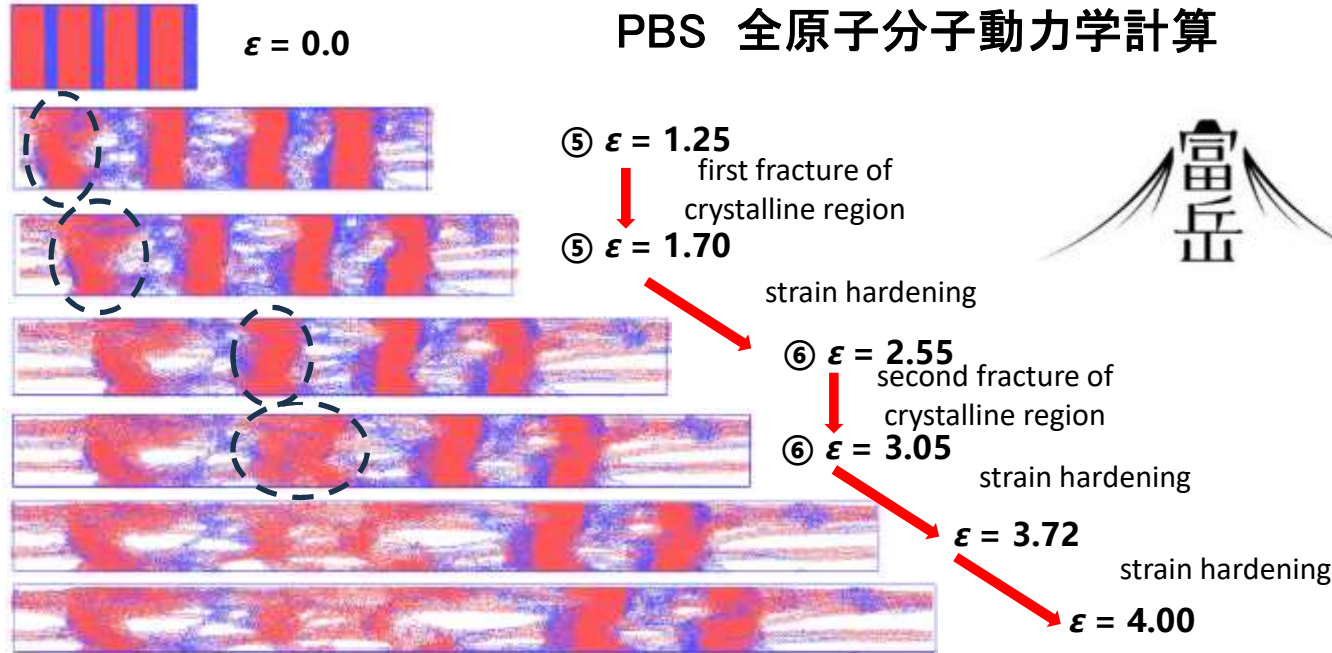 PBS 全原子分子動力学計算
ε = 0.0
⑤ ε = 1.25
first fracture of
crystalline region
⑤ ε = 1.70
strain hardening
⑥ ε = 2.55
second fracture of
crystalline region
⑥ ε = 3.05
strain hardening
ε = 3.72
strain hardening
ε = 4.00
富
岳